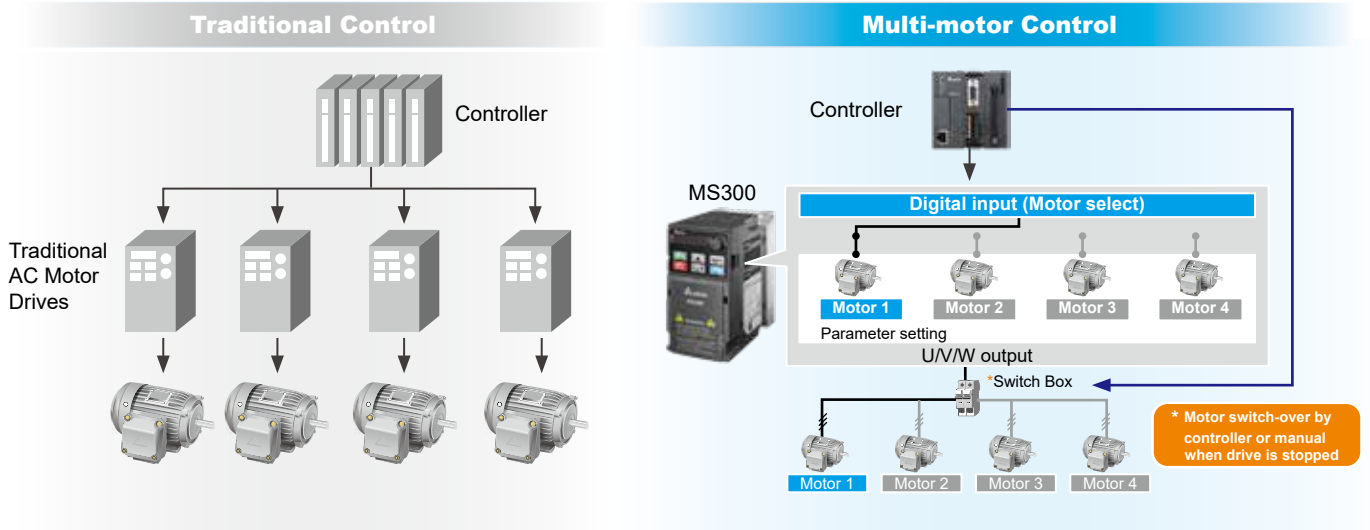 Traditional Control
Controller
Traditional
AC Motor
Drives
Multi-motor Control
Controller
MS300
Digital input (Motor select)
Motor 1
Motor 2
Motor 3
Motor 4
Parameter setting
U/V/W output
*Switch Box
* Motor switch-over by
controller or manual
when drive is stopped
Motor 1
Motor 2
Motor 3
Motor 4